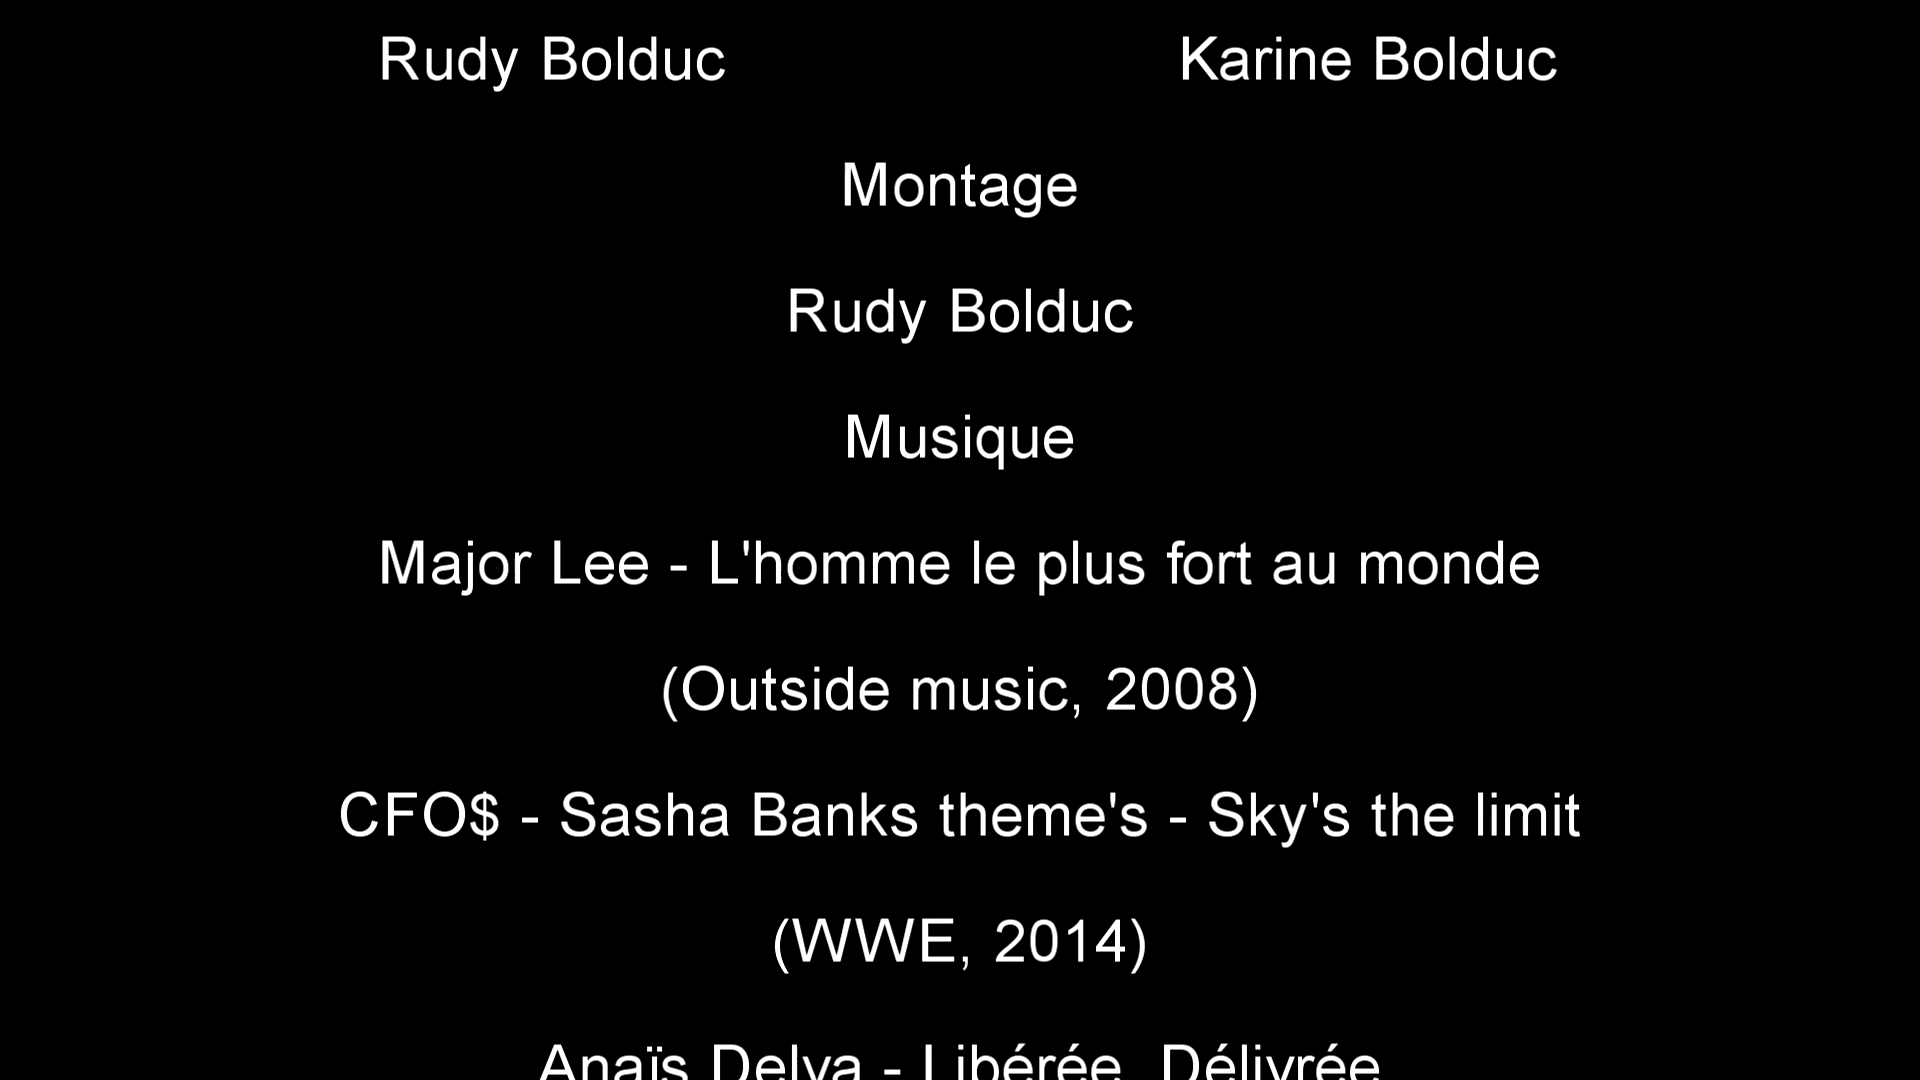 Rudy Bolduc Karine Bolduc
Montage
Rudy Bolduc
Musique
Major Lee - L'homme le plus fort au monde
(Outside music, 2008)
CFO$ - Sasha Banks theme's - Sky's the limit
(WWE, 2014)
Anaïs Delva - Libérée, Délivrée